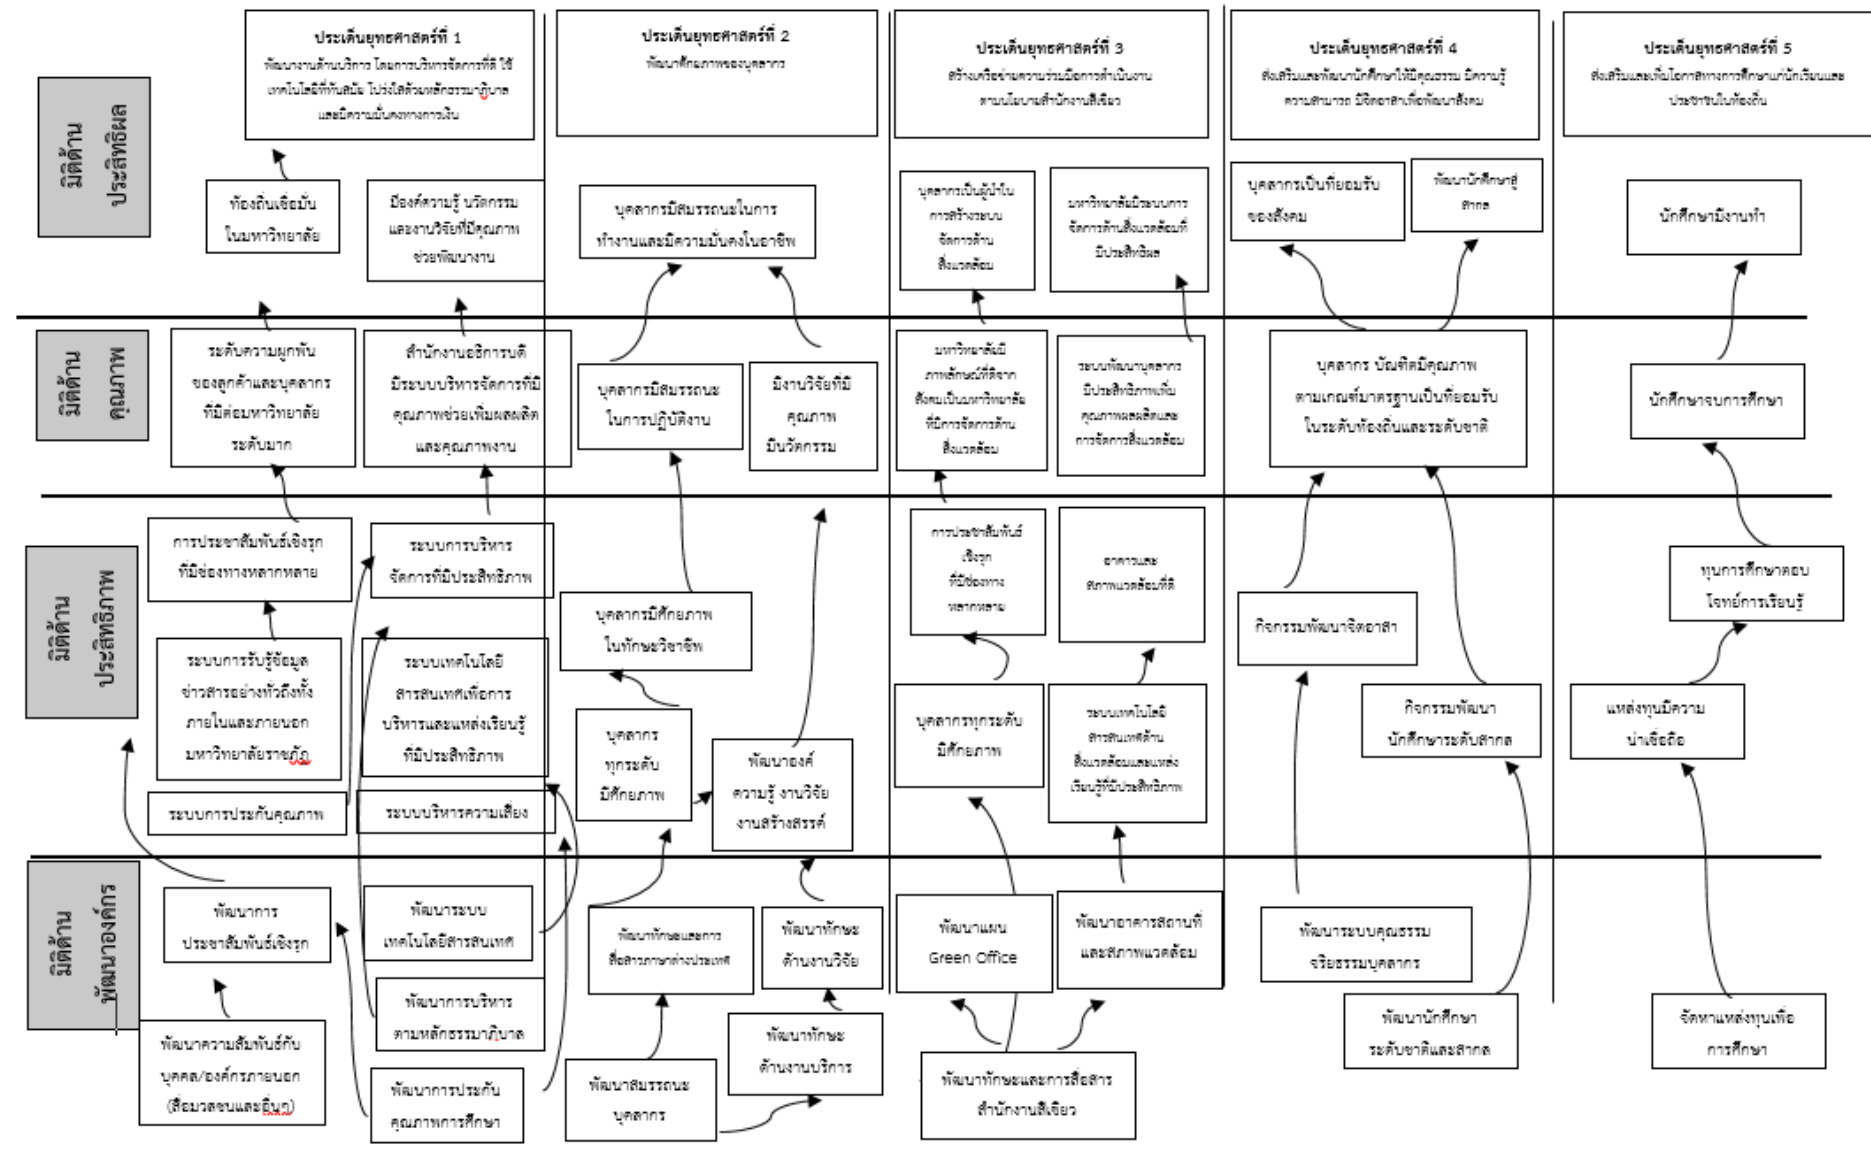 ประเด็นยุทธศาสตร์ที่ 1
พัฒนางานด้านบริการ โดยการบริหารจัดการที่ดี ใช้
เทคโนโลยีที่ทันสมัย โปร่งใสด้วยหลักธรรมาภิบาล
และมีความมั่นคงทางการเงิน
ประเด็นยุทธศาสตร์ที่ 2
พัฒนาศักยภาพของบุคลากร
ประเด็นยุทธศาสตร์ที่ 3
สร้างเครือข่ายความร่วมมือการดำเนินงาน
ตามนโยบายสำนักงานสีเขียว
ประเด็นยุทธศาสตร์ที่ 4
ส่งเสริมและพัฒนานักศึกษาให้มีคุณธรรม มีความรู้
ความสามารถ มีจิตอาสาเพื่อพัฒนาสังคม
ประเด็นยุทธศาสตร์ที่ 5
ส่งเสริมและเพิ่มโอกาสทางการศึกษาแก่นักเรียนและ
ประชาชนในท้องถิ่น
มิติด้าน
ประสิทธิผล
ท้องถิ่นเชื่อมั่น
ในมหาวิทยาลัย
มีองค์ความรู้ นวัตกรรม
และงานวิจัยที่มีคุณภาพ
ช่วยพัฒนางาน
บุคลากรมีสมรรถนะในการ
ทำงานและมีความมั่นคงในอาชีพ
บุคลากรเป็นผู้นำใน
การสร้างระบบ
จัดการด้าน
สิ่งแวดล้อม
มหาวิทยาลัยมีระบบการ
จัดการด้านสิ่งแวดล้อมที่
มีประสิทธิผล
บุคลากรเป็นที่ยอมรับ
ของสังคม
พัฒนานักศึกษาสู่
สากล
นักศึกษามีงานทำ
มิติด้าน
คุณภาพ
ระดับความผูกพัน
ของลูกค้าและบุคลากร
ที่มีต่อมหาวิทยาลัย
ระดับมาก
สำนักงานอธิการบดี
มีระบบบริหารจัดการที่มี
คุณภาพช่วยเพิ่มผลผลิต
และคุณภาพงาน
บุคลากรมีสมรรถนะ
ในการปฏิบัติงาน
มีงานวิจัยที่มี
คุณภาพ
มีนวัตกรรม
มหาวิทยาลัยมี
ภาพลักษณ์ที่ดีจาก
สังคมเป็นมหาวิทยาลัย
ที่มีการจัดการด้าน
สิ่งแวดล้อม
ระบบพัฒนาบุคลากร
มีประสิทธิภาพเพิ่ม
คุณภาพผลผลิตและ
การจัดการสิ่งแวดล้อม
บุคลากร บัณฑิตมีคุณภาพ
ตามเกณฑ์มาตรฐานเป็นที่ยอมรับ
ในระดับท้องถิ่นและระดับชาติ
นักศึกษาจบการศึกษา
มิติด้าน
ประสิทธิภาพ
การประชาสัมพันธ์เชิงรุก
ที่มีช่องทางหลากหลาย
ระบบการบริหาร
จัดการที่มีประสิทธิภาพ
บุคลากรมีศักยภาพ
ในทักษะวิชาชีพ
การประชาสัมพันธ์
เชิงรุก
ที่มีช่องทาง
หลากหลาย
อาคารและ
สภาพแวดล้อมที่ดี
กิจกรรมพัฒนาจิตอาสา
ทุนการศึกษาตอบ
โจทย์การเรียนรู้
ระบบการรับรู้ข้อมูล
ข่าวสารอย่างทั่วถึงทั้ง
ภายในและภายนอก
มหาวิทยาลัยราชภัฏ
ระบบเทคโนโลยี
สารสนเทศเพื่อการ
บริหารและแหล่งเรียนรู้
ที่มีประสิทธิภาพ
บุคลากร
ทุกระดับ
มีศักยภาพ
พัฒนาองค์
ความรู้ งานวิจัย
งานสร้างสรรค์
บุคลากรทุกระดับ
มีศักยภาพ
ระบบเทคโนโลยี
สารสนเทศด้าน
สิ่งแวดล้อมและแหล่ง
เรียนรู้ที่มีประสิทธิภาพ
กิจกรรมพัฒนา
นักศึกษาระดับสากล
แหล่งทุนมีความ
น่าเชื่อถือ
ระบบการประกันคุณภาพ
ระบบบริหารความเสี่ยง
มิติด้าน
พัฒนาองค์กร
พัฒนาการ
ประชาสัมพันธ์เชิงรุก
พัฒนาระบบ
เทคโนโลยีสารสนเทศ
พัฒนาทักษะและการ
สื่อสารภาษาต่างประเทศ
พัฒนาทักษะ
ด้านงานวิจัย
พัฒนาแผน
Green Office
พัฒนาอาคารสถานที่
และสภาพแวดล้อม
พัฒนาระบบคุณธรรม
จริยธรรมบุคลากร
พัฒนาความสัมพันธ์กับ
บุคคล/องค์กรภายนอก
(สื่อมวลชนและอื่นๆ)
พัฒนาการบริหาร
ตามหลักธรรมาภิบาล
พัฒนาการประกัน
คุณภาพการศึกษา
พัฒนาสมรรถนะ
บุคลากร
พัฒนาทักษะ
ด้านงานบริการ
พัฒนาทักษะและการสื่อสาร
สำนักงานสีเขียว
พัฒนานักศึกษา
ระดับชาติและสากล
จัดหาแหล่งทุนเพื่อ
การศึกษา